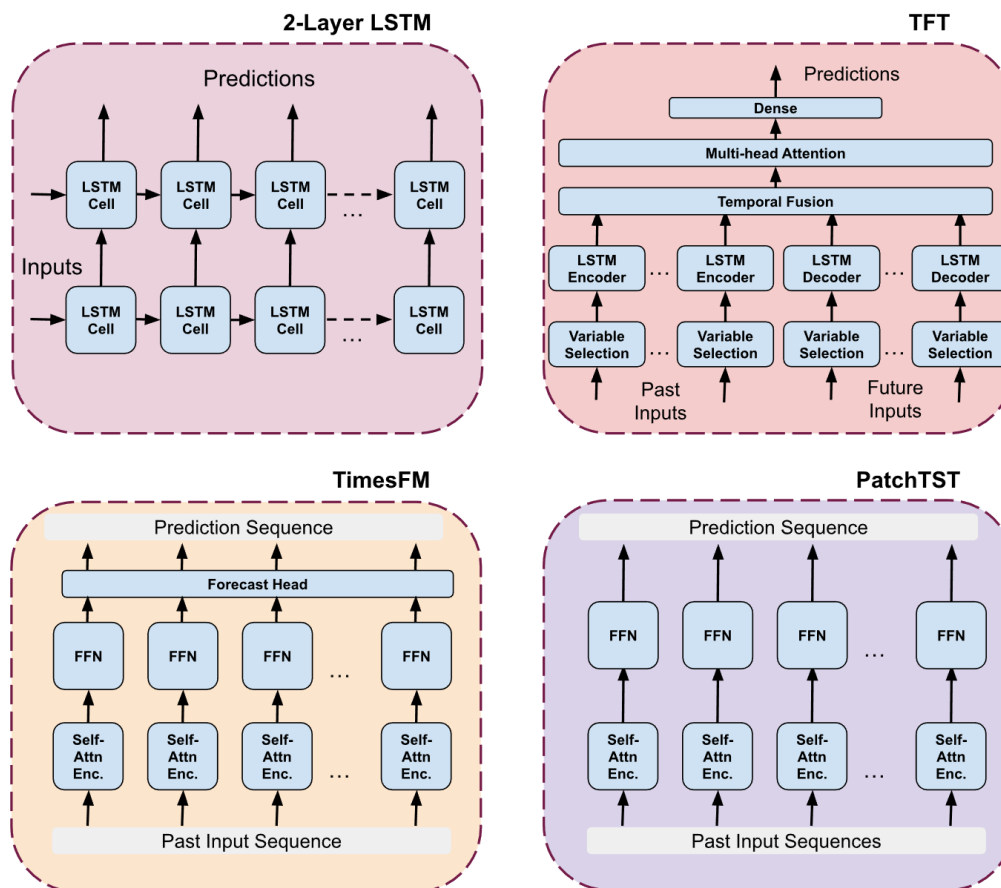 2-Layer LSTM
Predictions
LSTM
Cell
LSTM
Cell
LSTM
Cell
...
LSTM
Cell
Inputs
LSTM
Cell
LSTM
Cell
LSTM
Cell
...
LSTM
Cell
TFT
Predictions
Dense
Multi-head Attention
Temporal Fusion
LSTM
Encoder
...
LSTM
Encoder
LSTM
Decoder
...
LSTM
Decoder
Variable
Selection
...
Variable
Selection
Variable
Selection
...
Variable
Selection
Past
Inputs
Future
Inputs
TimesFM
Prediction Sequence
Forecast Head
FFN
FFN
FFN
...
FFN
Self-
Attn
Enc.
Self-
Attn
Enc.
Self-
Attn
Enc.
...
Self-
Attn
Enc.
Past Input Sequence
PatchTST
Prediction Sequence
FFN
FFN
FFN
...
FFN
Self-
Attn
Enc.
Self-
Attn
Enc.
Self-
Attn
Enc.
...
Self-
Attn
Enc.
Past Input Sequences